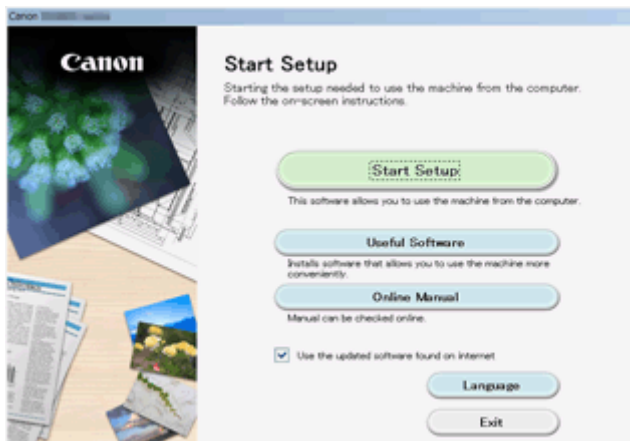 Canon
Canon
Start Setup
Starting the setup needed to use the machine from the computer.
Follow the on-screen instructions.
Start Setup
This software allows you to use the machine from the computer.
Useful Software
Installs software that allows you to use the machine more
conveniently.
Online Manual
Manual can be checked online.
Use the updated software found on internet
Language
Exit